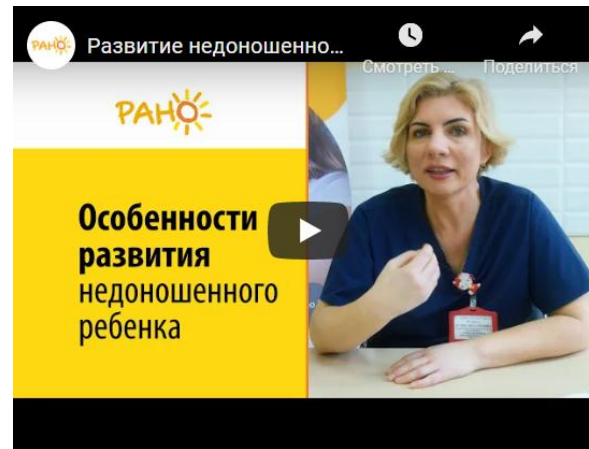 РАНО
Развитие недоношенно...
Смотреть ...
Поделиться
РАНО
Особенности
развития
недоношенного
ребенка